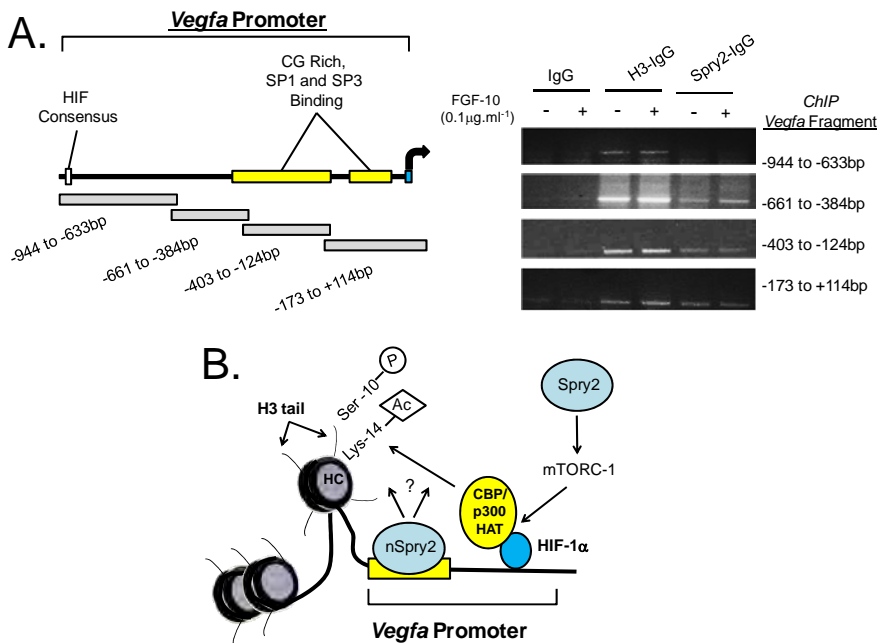 A.
Vegfa Promoter
HIF
Consensus
CG Rich,
SP1 and SP3
Binding
-944 to -633bp
-661 to -384bp
-403 to -124bp
-173 to +114bp
FGF-10
(0.1µg.ml-1)
IgG
H3-IgG
Spry2-IgG
- + - + - +
ChIP
Vegfa Fragment
-944 to -633bp
-661 to -384bp
-403 to -124bp
-173 to +114bp
B.
H3 tail
Ser -10
P
Lys-14
Ac
HC
?
nSpry2
CBP/
p300
HAT
HIF-1α
Spry2
mTORC-1
Vegfa Promoter